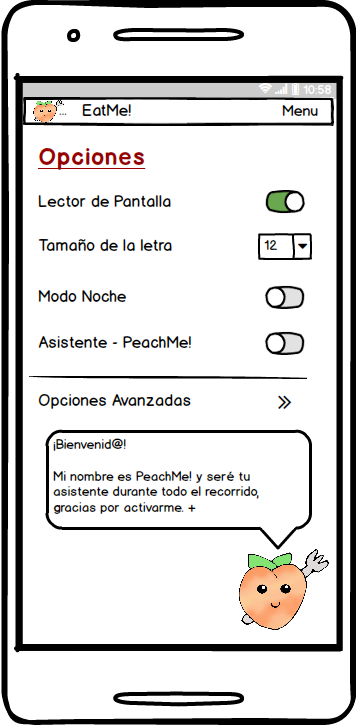 10:58
... EatMe! Menu
Opciones
Lector de Pantalla
Tamaño de la letra 12
Modo Noche
Asistente - PeachMe!
Opciones Avanzadas
¡Bienvenid@!
Mi nombre es PeachMe! y seré tu
asistente durante todo el recorrido,
gracias por activarme. +